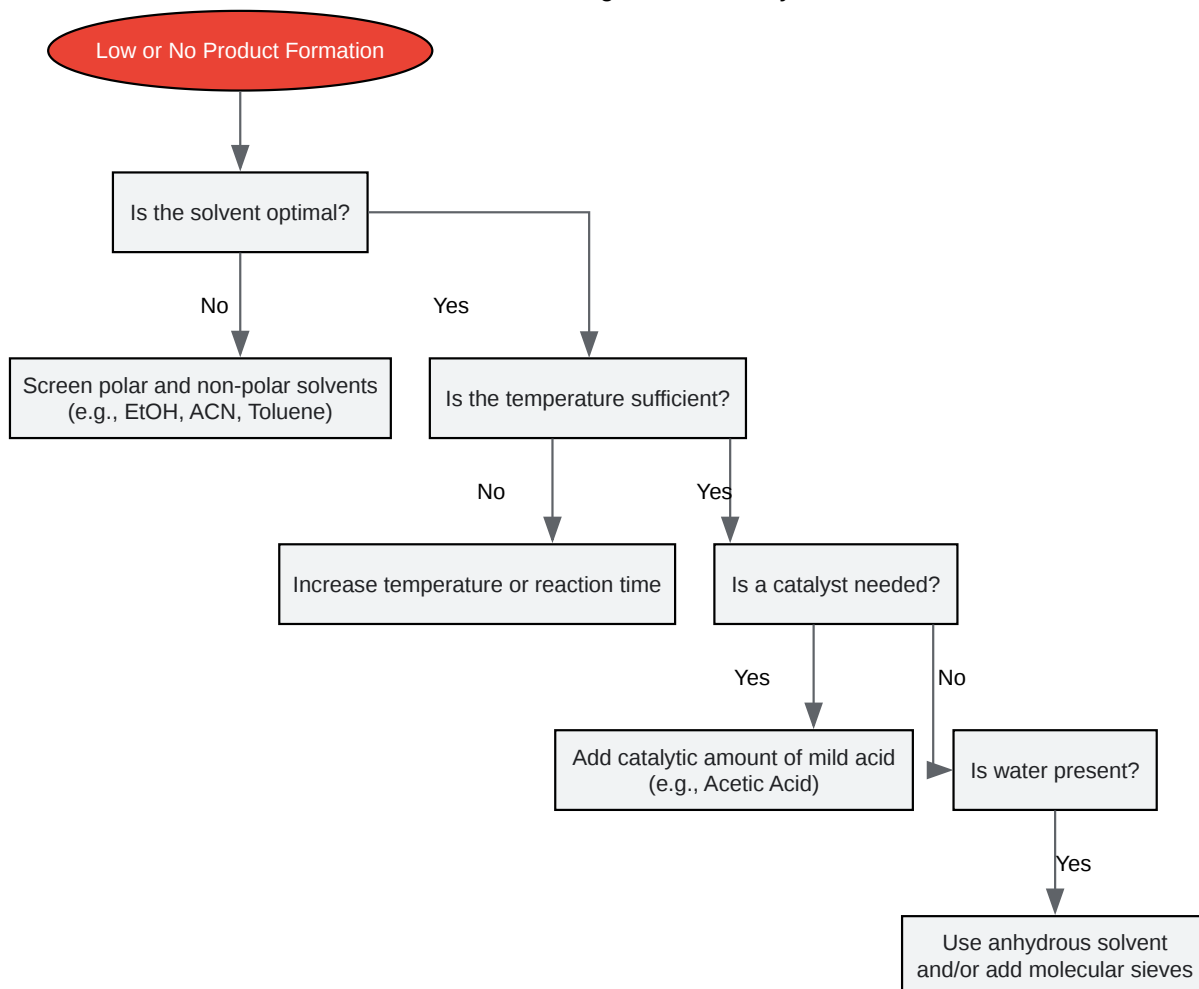 Low or No Product Formation
Is the solvent optimal?
No
Yes
Screen polar and non-polar solvents
(e.g., EtOH, ACN, Toluene)
Is the temperature sufficient?
No
Yes
Increase temperature or reaction time
Is a catalyst needed?
Yes
No
Add catalytic amount of mild acid
(e.g., Acetic Acid)
Is water present?
Yes
Use anhydrous solvent
and/or add molecular sieves